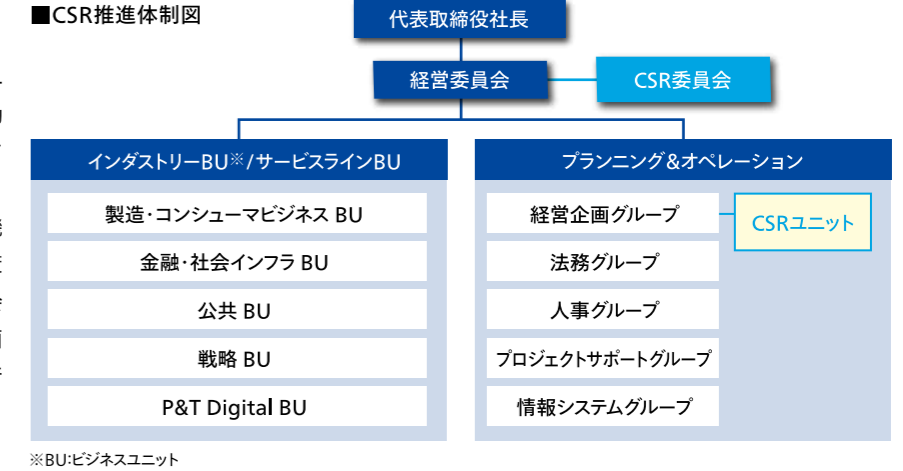 ■CSR推進体制図
代表取締役社長
経営委員会
CSR委員会
インダストリーBU※/サービスラインBU
製造・コンシューマビジネス BU
金融・社会インフラ BU
公共 BU
戦略 BU
P&T Digital BU
プランニング&オペレーション
経営企画グループ
CSRユニット
法務グループ
人事グループ
プロジェクトサポートグループ
情報システムグループ
※BU:ビジネスユニット